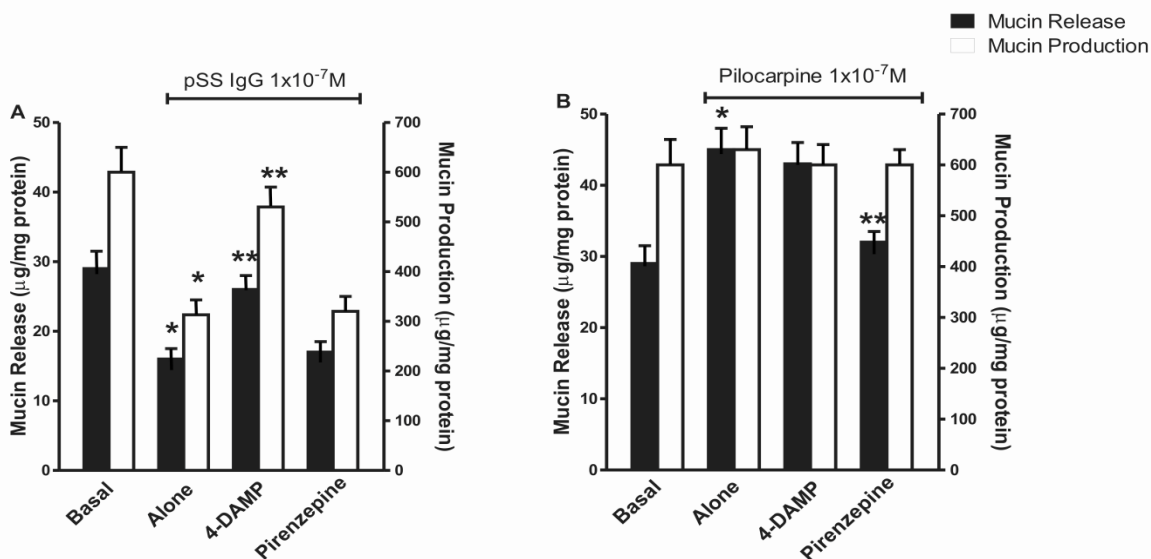 Mucin Release
Mucin Production
A
pSS IgG 1x10⁻⁷M
Mucin Release (μg/mg protein)
50
40
30
20
10
0
*
*
**
**
700
600
500
400
300
200
100
0
Mucin Production (μg/mg protein)
Basal
Alone
4-DAMP
Pirenzepine
B
Pilocarpine 1x10⁻⁷M
Mucin Release (μg/mg protein)
50
40
30
20
10
0
*
**
700
600
500
400
300
200
100
0
Mucin Production (μg/mg protein)
Basal
Alone
4-DAMP
Pirenzepine